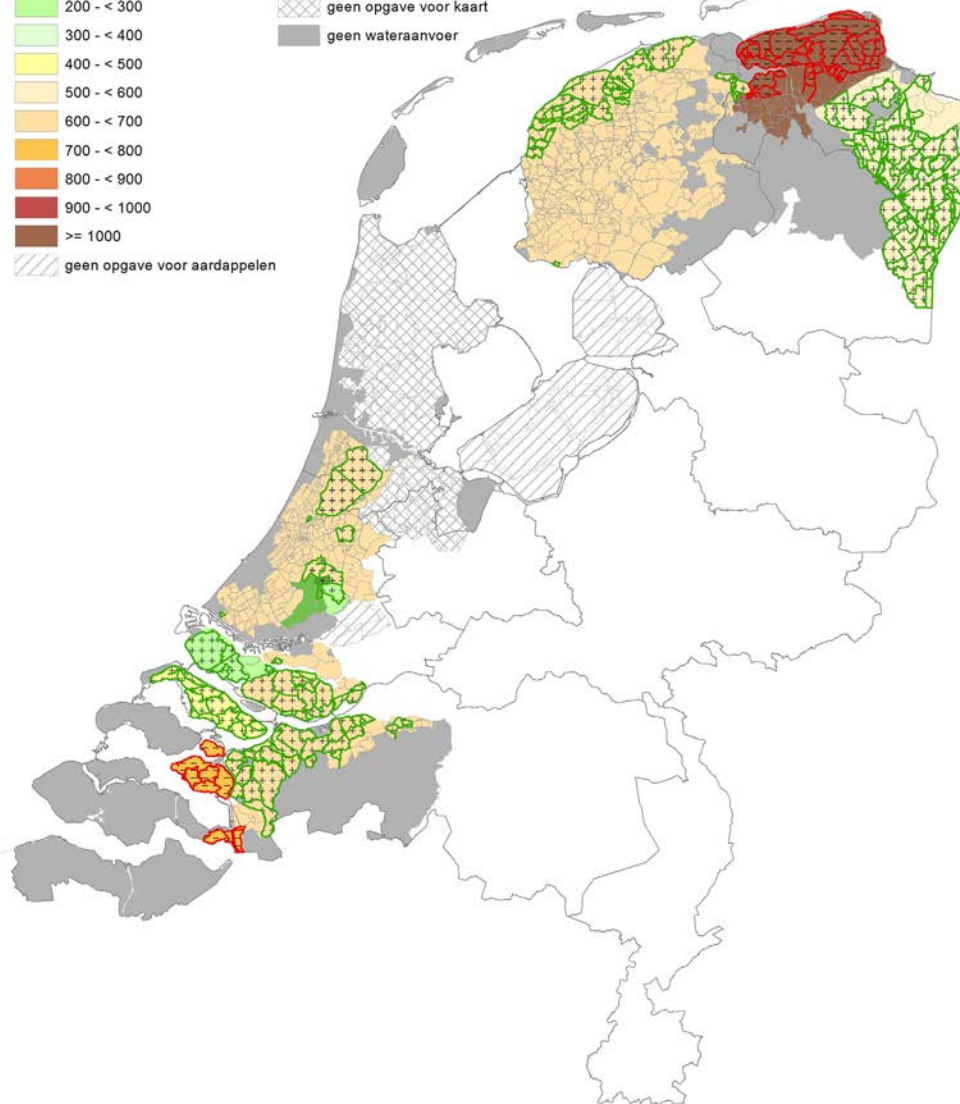 200 - < 300
300 - < 400
400 - < 500
500 - < 600
600 - < 700
700 - < 800
800 - < 900
900 - < 1000
>= 1000
geen opgave voor aardappelen
geen opgave voor kaart
geen wateraanvoer